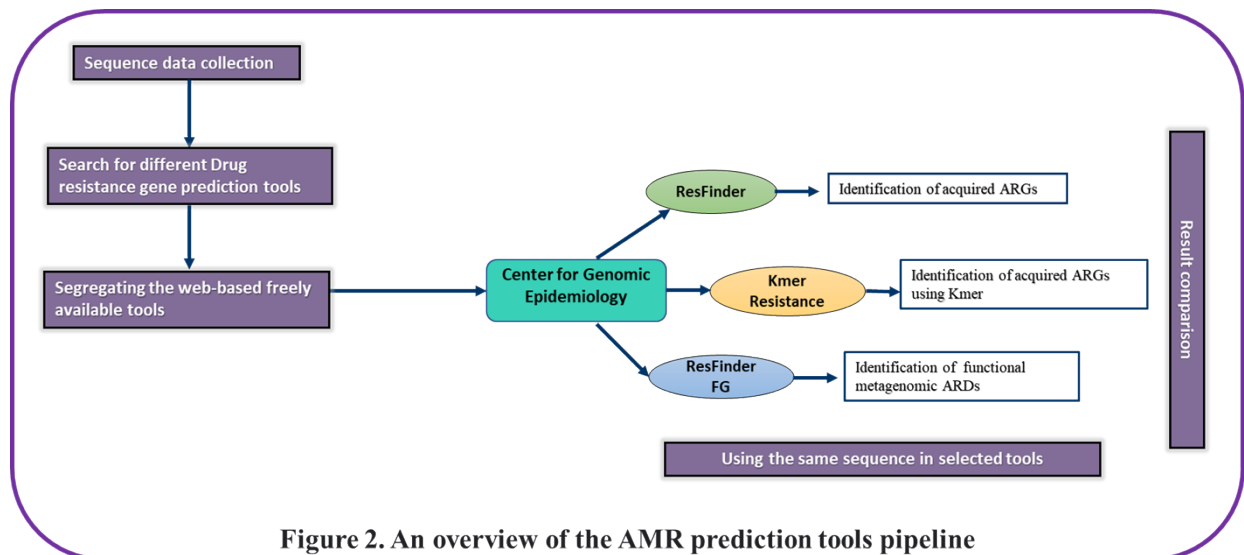 Sequence data collection
Search for different Drug
resistance gene prediction tools
Segregating the web-based freely
available tools
Center for Genomic
Epidemiology
ResFinder
Identification of acquired ARGs
Kmer
Resistance
Identification of acquired ARGs
using Kmer
ResFinder
FG
Identification of functional
metagenomic ARDs
Using the same sequence in selected tools
Result comparison
Figure 2. An overview of the AMR prediction tools pipeline